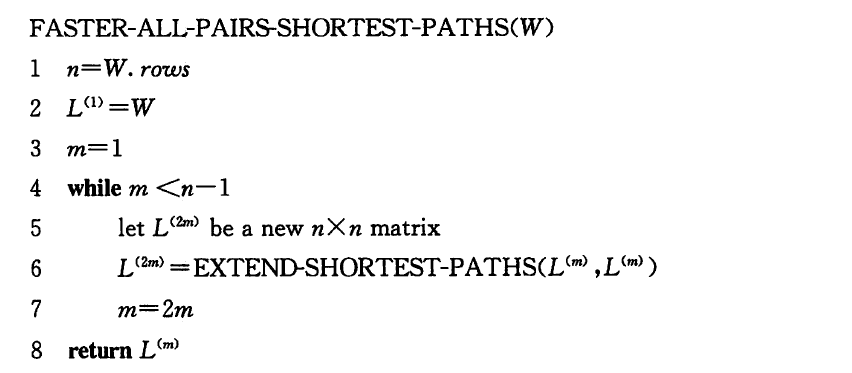 FASTER-ALL-PAIRS-SHORTEST-PATHS(W)
1 n=W. rows
2 L⁽¹⁾=W
3 m=1
4 while m <n−1
5 let L⁽²ᵐ⁾ be a new n×n matrix
6 L⁽²ᵐ⁾=EXTEND-SHORTEST-PATHS(L⁽ᵐ⁾,L⁽ᵐ⁾)
7 m=2m
8 return L⁽ᵐ⁾